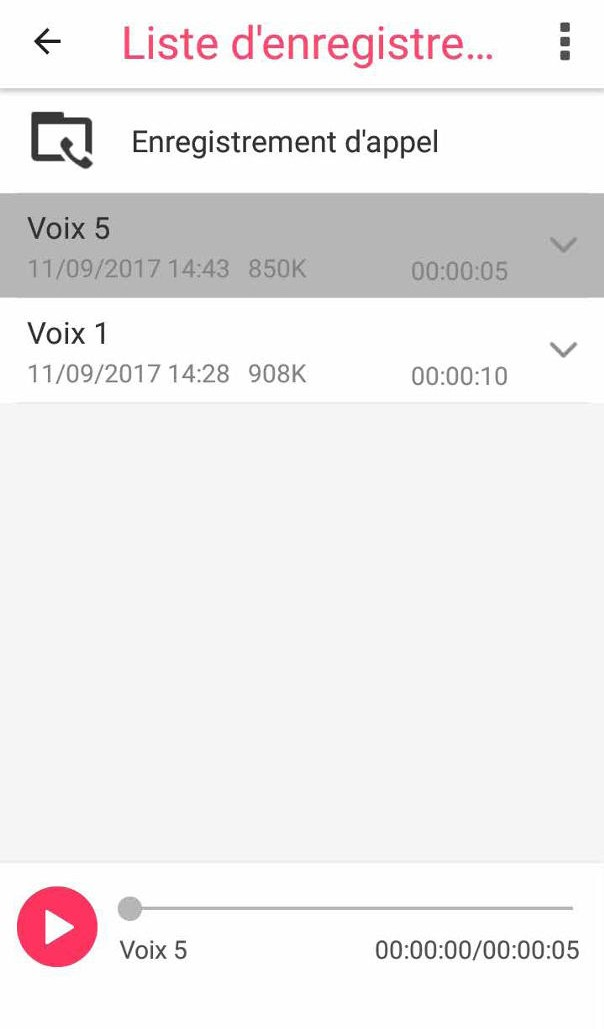 Liste d'enregistre...
Enregistrement d'appel
Voix 5
11/09/2017 14:43 850K 00:00:05
Voix 1
11/09/2017 14:28 908K 00:00:10
Voix 5 00:00:00/00:00:05